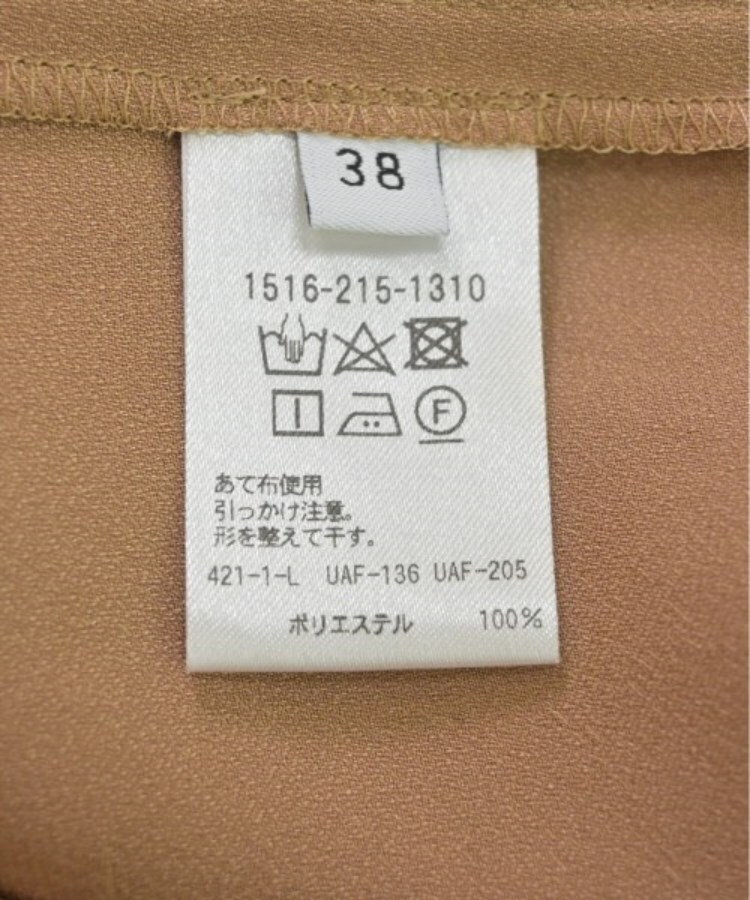 38
1516-215-1310
F
あて布使用
引っかけ注意。
形を整えて干す。
421-1-L UAF-136 UAF-205
ポリエステル 100%